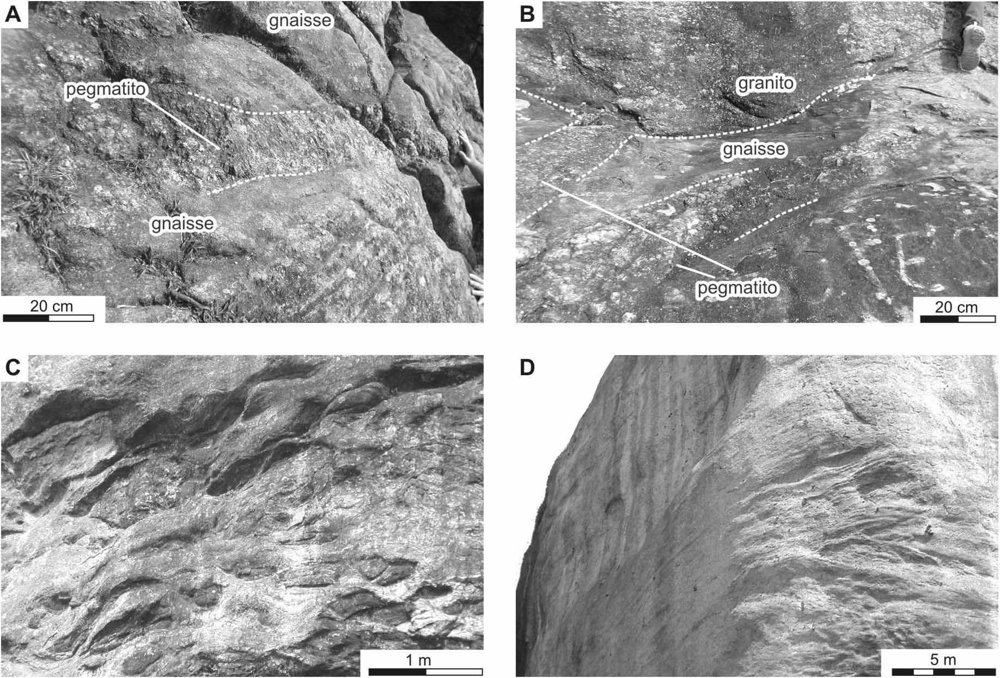 A
gnaisse
pegmatito
gnaisse
20 cm
B
granito
gnaisse
pegmatito
20 cm
C
1 m
D
5 m